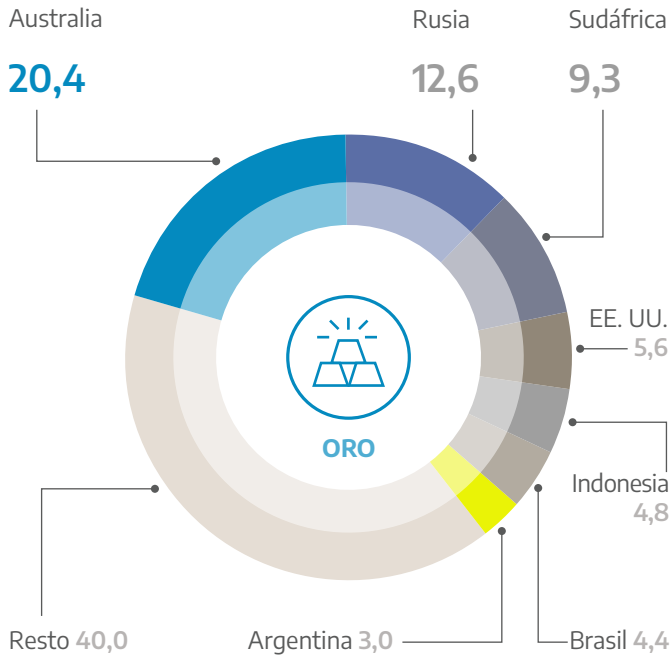 Australia
20,4
Rusia
12,6
Sudáfrica
9,3
EE. UU.
5,6
Indonesia
4,8
ORO
Resto 40,0
Argentina 3,0
Brasil 4,4